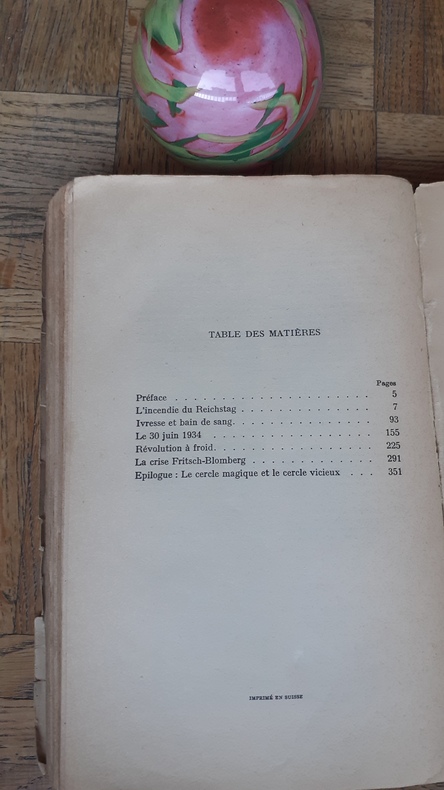 TABLE DES MATIÈRES
Pages
Préface . . . . . . . . . . . . . . . . . . . . . . 5
L'incendie du Reichstag . . . . . . . . . . . . . . 7
Ivresse et bain de sang. . . . . . . . . . . . . . . 93
Le 30 juin 1934 . . . . . . . . . . . . . . . . . 155
Révolution à froid. . . . . . . . . . . . . . . . . 225
La crise Fritsch-Blomberg . . . . . . . . . . . . . 291
Epilogue : Le cercle magique et le cercle vicieux . . . 351
IMPRIMÉ EN SUISSE